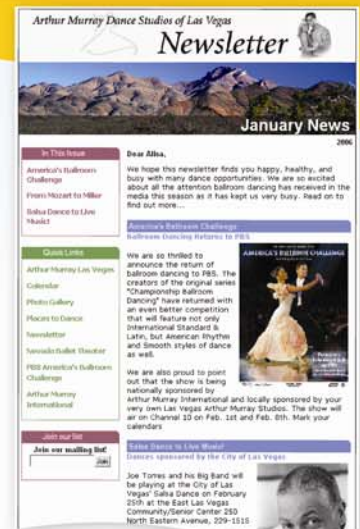 Arthur Murray Dance Studios of Las Vegas
Newsletter
January News
2006
In This Issue
America's Ballroom
Challenge
From Mozart to Miller
Salsa Dance to Live
Music!
Quick Links
Arthur Murray Las Vegas
Calendar
Photo Gallery
Places to Dance
Newsletter
Nevada Ballet Theater
PBS America's Ballroom
Challenge
Arthur Murray
International
Join our list
Join our mailing list!
Join
Dear Alisa,
We hope this newsletter finds you happy, healthy, and
busy with many dance opportunities. We are so excited
about all the attention ballroom dancing has received in the
media this season as it has kept us very busy. Read on to
find out more...
America's Ballroom Challenge
Ballroom Dancing Returns to PBS
We are so thrilled to
announce the return of
ballroom dancing to PBS. The
creators of the original series
"Championship Ballroom
Dancing" have returned with
an even better competition
that will feature not only
International Standard &
Latin, but American Rhythm
and Smooth styles of dance
as well.
AMERICA'S BALLROOM CHALLENGE
We are also proud to point
out that the show is being
nationally sponsored by
Arthur Murray International and locally sponsored by your
very own Las Vegas Arthur Murray Studios. The show will
air on Channel 10 on Feb. 1st and Feb. 8th. Mark your
calendars
Salsa Dance to Live Music!
Dances sponsored by the City of Las Vegas
Joe Torres and his Big Band will
be playing at the City of Las
Vegas' Salsa Dance on February
25th at the East Las Vegas
Community/Senior Center 250
North Eastern Avenue, 229-1515